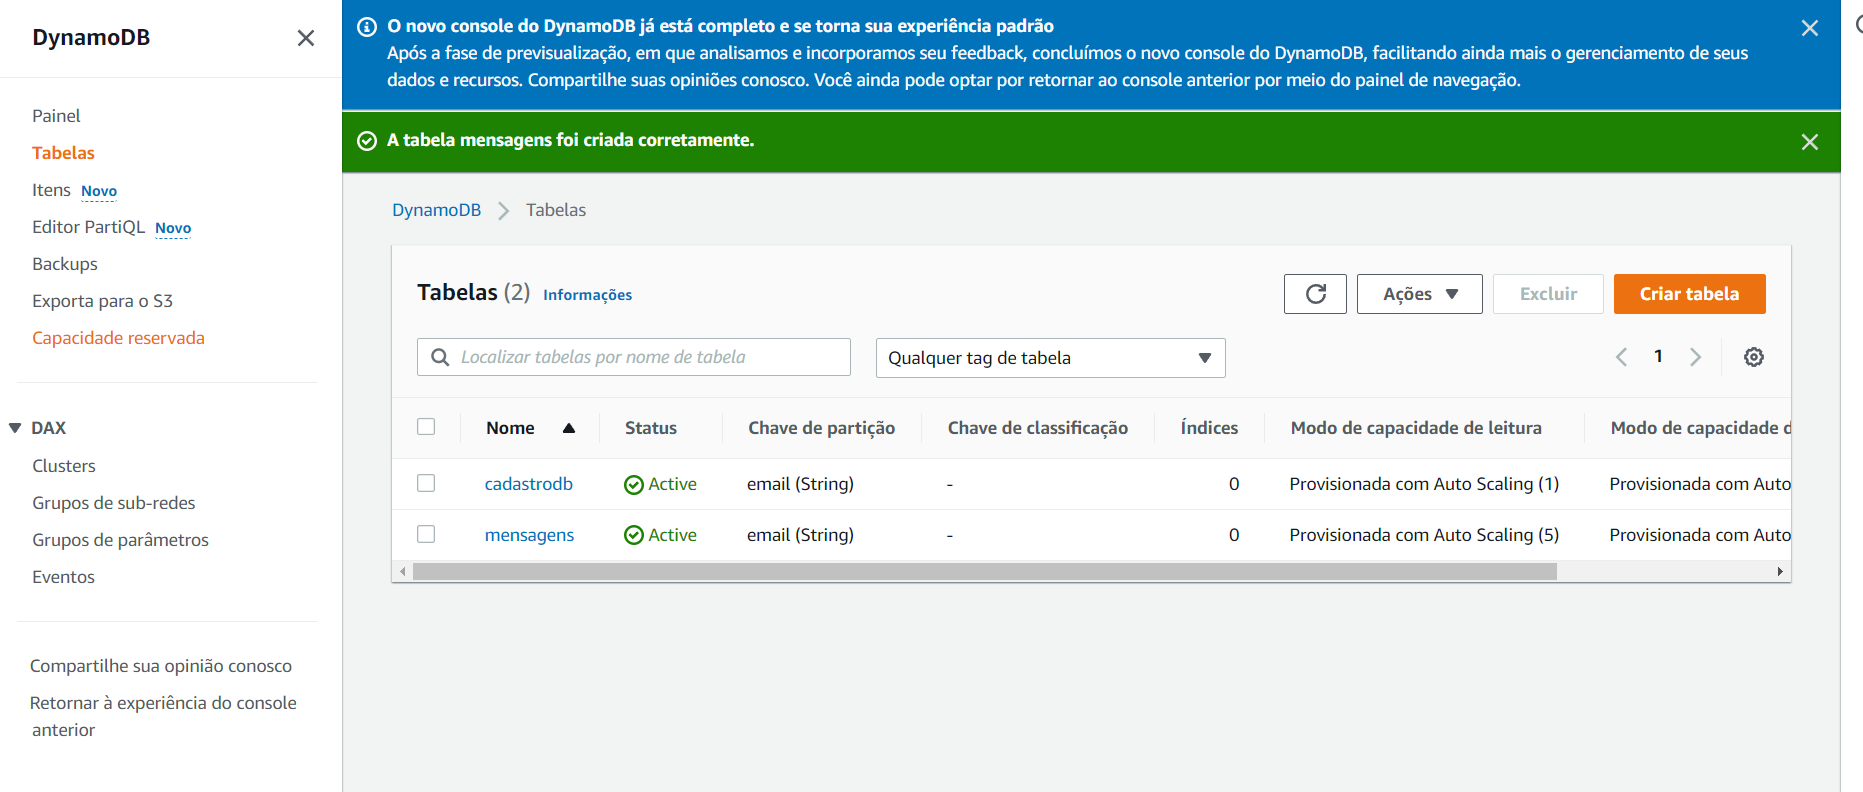 DynamoDB
Painel
Tabelas
Itens Novo
Editor PartiQL Novo
Backups
Exporta para o S3
Capacidade reservada
DAX
Clusters
Grupos de sub-redes
Grupos de parâmetros
Eventos
Compartilhe sua opinião conosco
Retornar à experiência do console
anterior
O novo console do DynamoDB já está completo e se torna sua experiência padrão
Após a fase de previsualização, em que analisamos e incorporamos seu feedback, concluímos o novo console do DynamoDB, facilitando ainda mais o gerenciamento de seus
dados e recursos. Compartilhe suas opiniões conosco. Você ainda pode optar por retornar ao console anterior por meio do painel de navegação.
A tabela mensagens foi criada corretamente.
DynamoDB Tabelas
Tabelas (2) Informações Ações Excluir Criar tabela
Localizar tabelas por nome de tabela Qualquer tag de tabela 1
Nome Status Chave de partição Chave de classificação Índices Modo de capacidade de leitura Modo de capacidade d
cadastrodb Active email (String) - 0 Provisionada com Auto Scaling (1) Provisionada com Auto
mensagens Active email (String) - 0 Provisionada com Auto Scaling (5) Provisionada com Auto